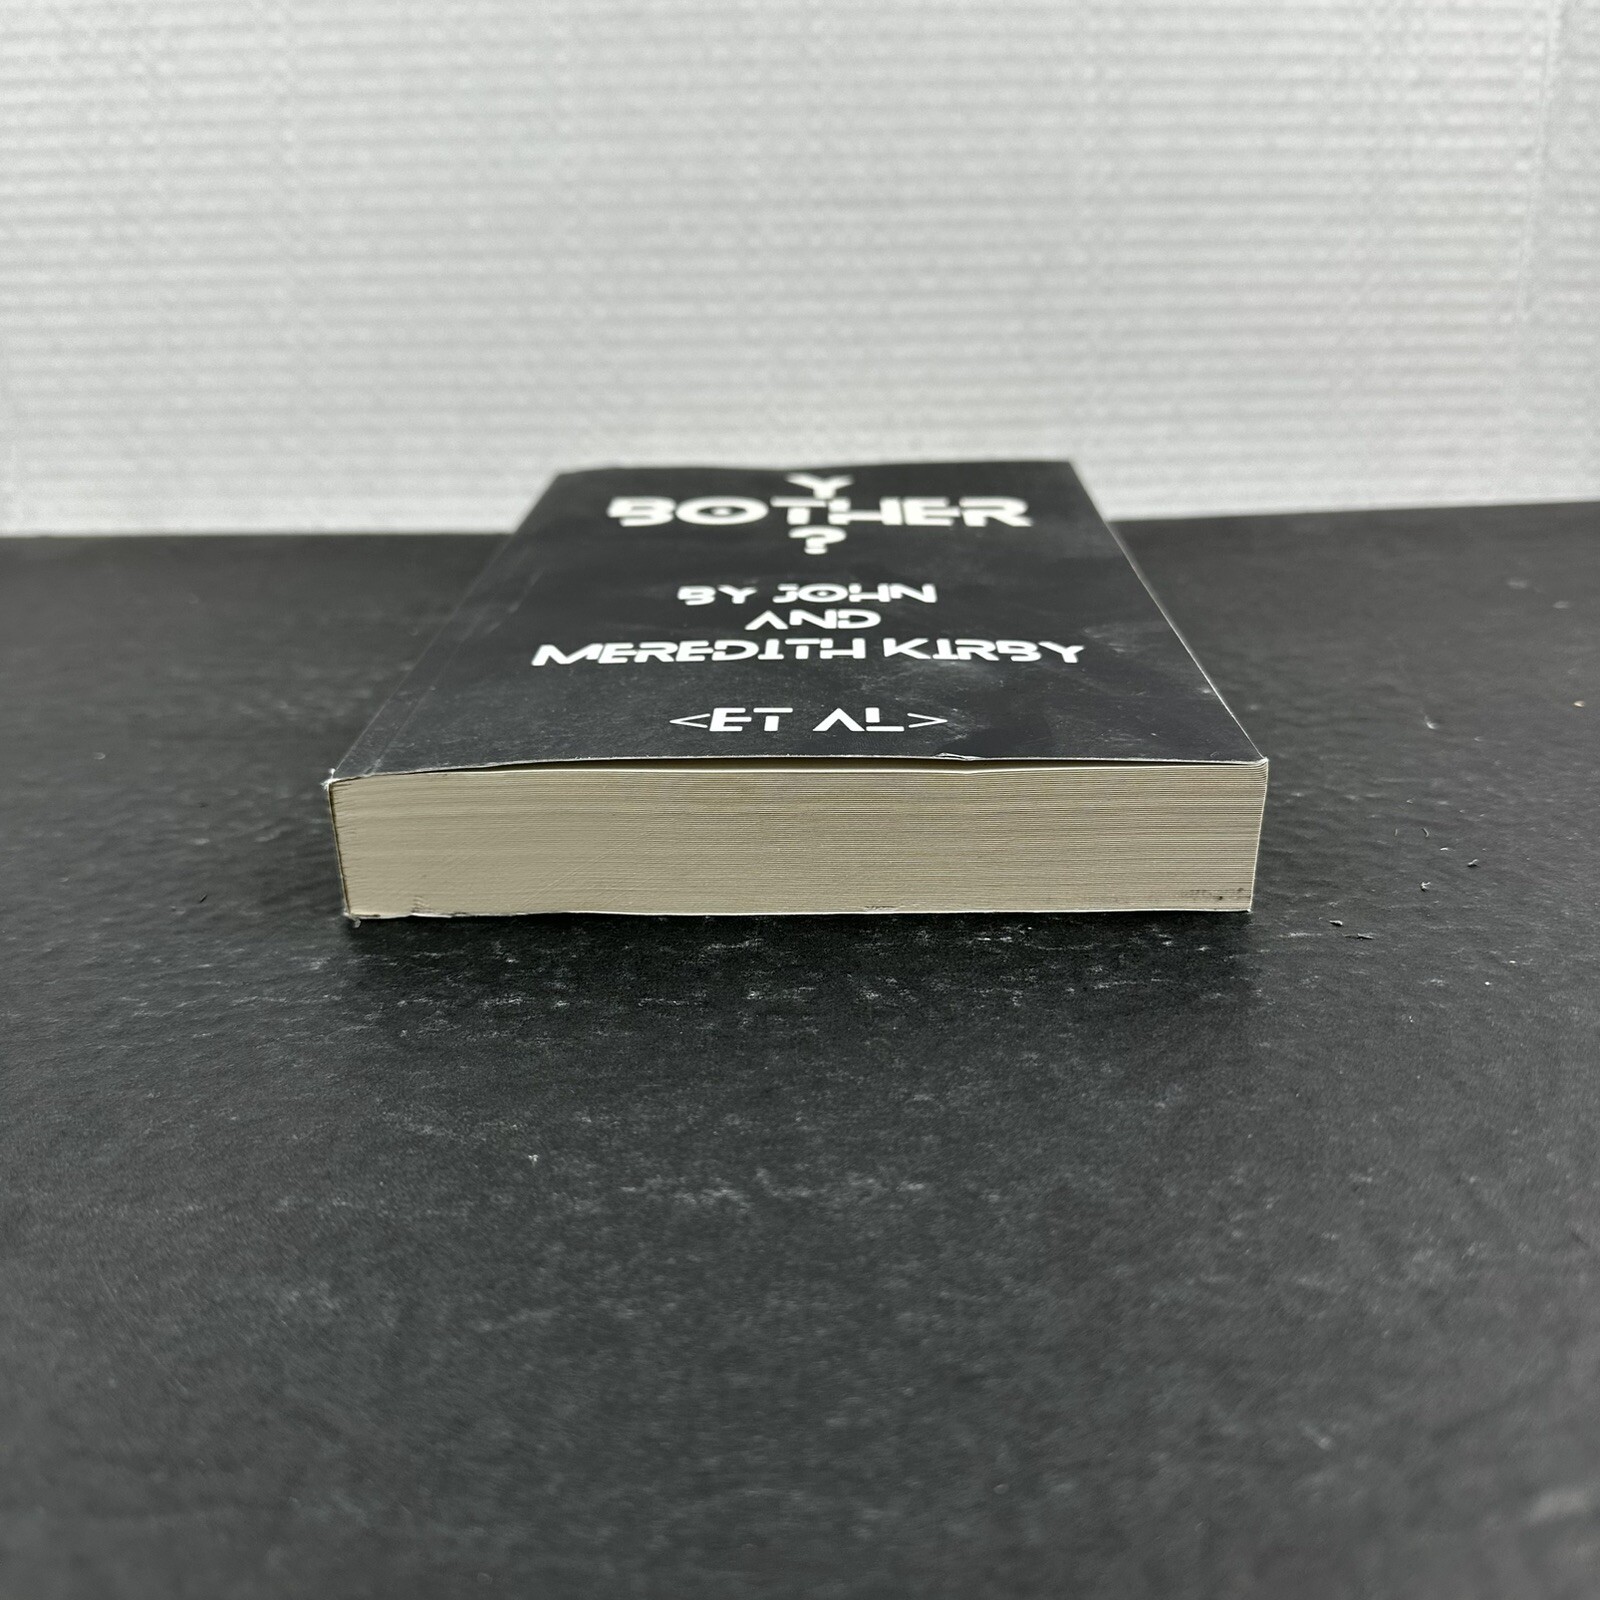 Y
BOTHER
?
BY JOHN
AND
MEREDITH KIRBY
<ET AL>